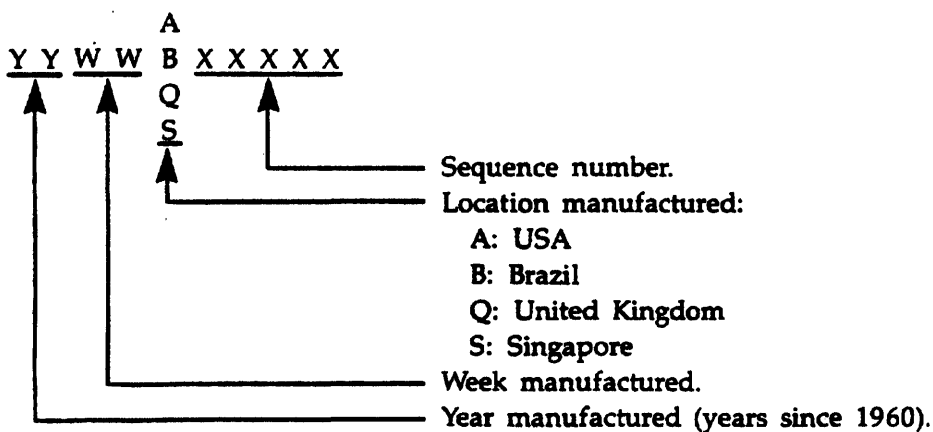 A
Y Y W W B X X X X X
Q
S
Sequence number.
Location manufactured:
A: USA
B: Brazil
Q: United Kingdom
S: Singapore
Week manufactured.
Year manufactured (years since 1960).